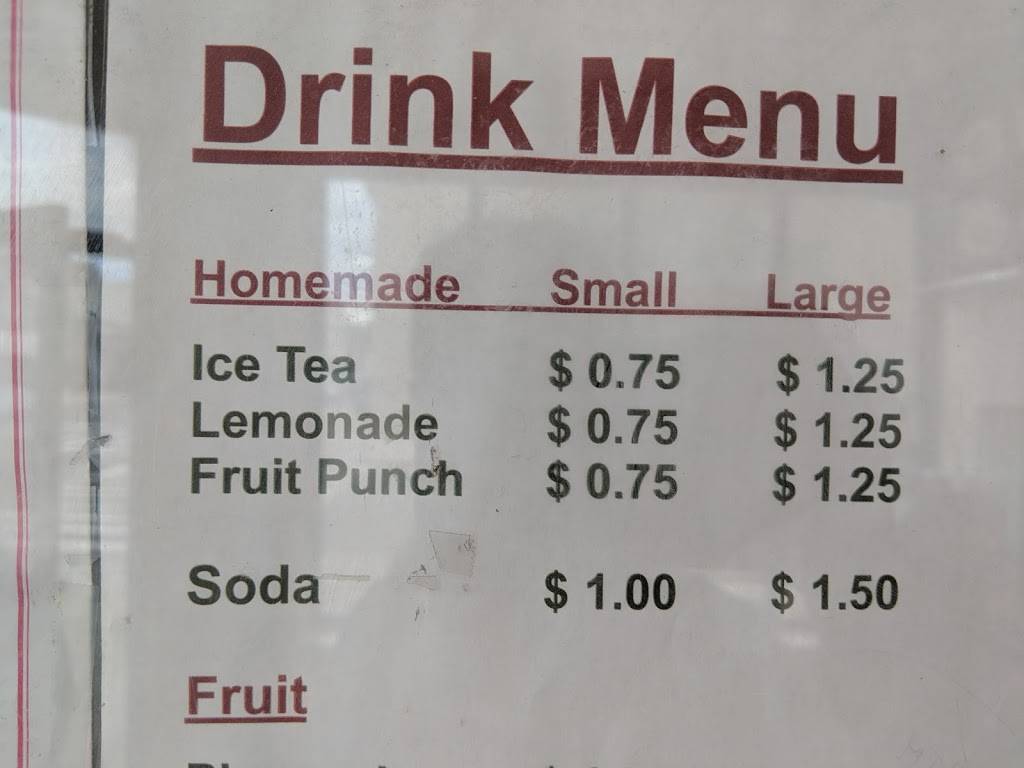 Drink Menu
Homemade Small Large
Ice Tea $ 0.75 $ 1.25
Lemonade $ 0.75 $ 1.25
Fruit Punch $ 0.75 $ 1.25
Soda $ 1.00 $ 1.50
Fruit